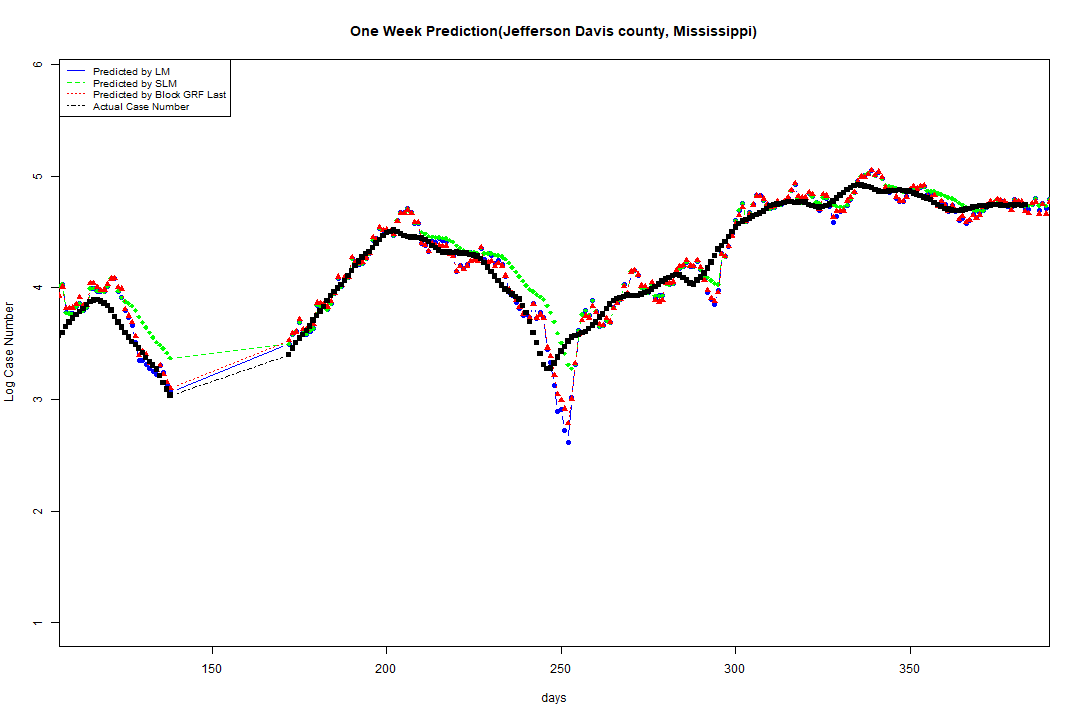 One Week Prediction(Jefferson Davis county, Mississippi)
Predicted by LM
Predicted by SLM
Predicted by Block GRF Last
Actual Case Number
6
5
4
3
2
1
Log Case Number
150 200 250 300 350
days